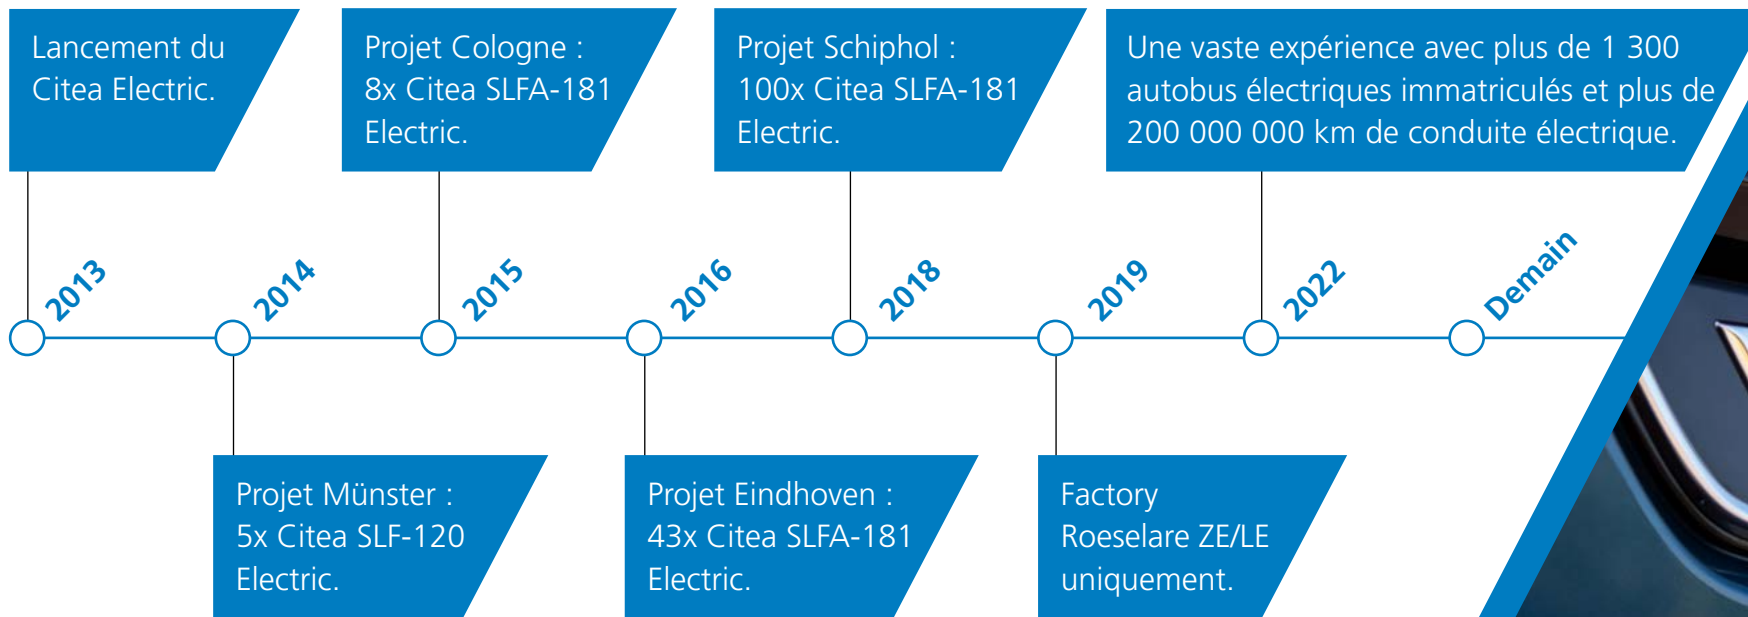 Lancement du
Citea Electric.
Projet Cologne :
8x Citea SLFA-181
Electric.
Projet Schiphol :
100x Citea SLFA-181
Electric.
Une vaste expérience avec plus de 1 300
autobus électriques immatriculés et plus de
200 000 000 km de conduite électrique.
2013
2014
2015
2016
2018
2019
2022
Demain
Projet Münster :
5x Citea SLF-120
Electric.
Projet Eindhoven :
43x Citea SLFA-181
Electric.
Factory
Roeselare ZE/LE
uniquement.